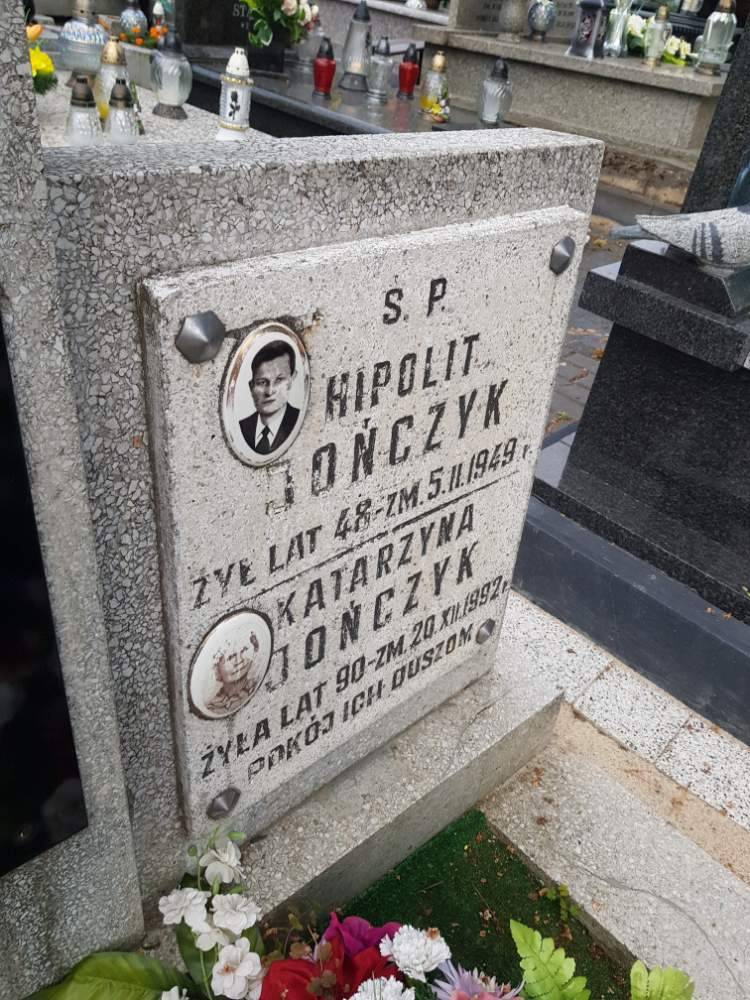 Ś. P.
HIPOLIT
JOŃCZYK
ŻYŁ LAT 48-ZM. 5.II.1949 r.
KATARZYNA
JOŃCZYK
ŻYŁA LAT 90-ZM. 20.XII.1992 r.
POKÓJ ICH DUSZOM